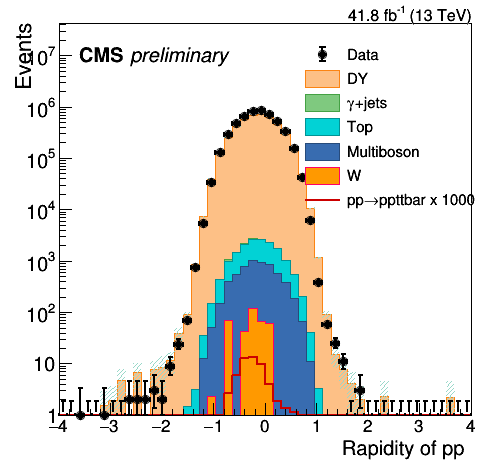 41.8 fb⁻¹ (13 TeV)
Events
CMS preliminary
Data
DY
γ+jets
Top
Multiboson
W
pp→ppttbar x 1000
10⁷
10⁶
10⁵
10⁴
10³
10²
10
1
−4 −3 −2 −1 0 1 2 3 4
Rapidity of pp